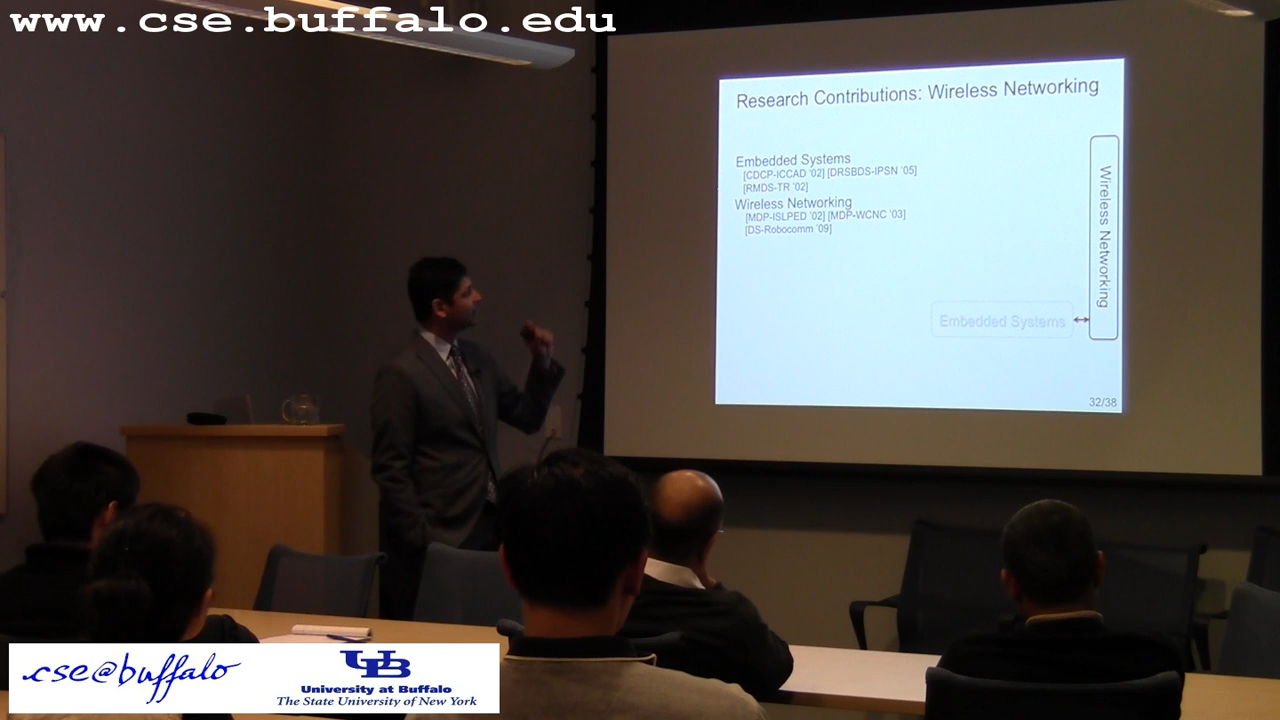 www.cse.buffalo.edu
Research Contributions: Wireless Networking
Embedded Systems
[CDCP-ICCAD '02] [DRSBDS-IPSN '05]
[RMDS-TR '02]
Wireless Networking
[MDP-ISLPED '02] [MDP-WCNC '03]
[DS-Robocomm '09]
Wireless Networking
Embedded Systems
32/38
cse@buffalo
UB
University at Buffalo
The State University of New York